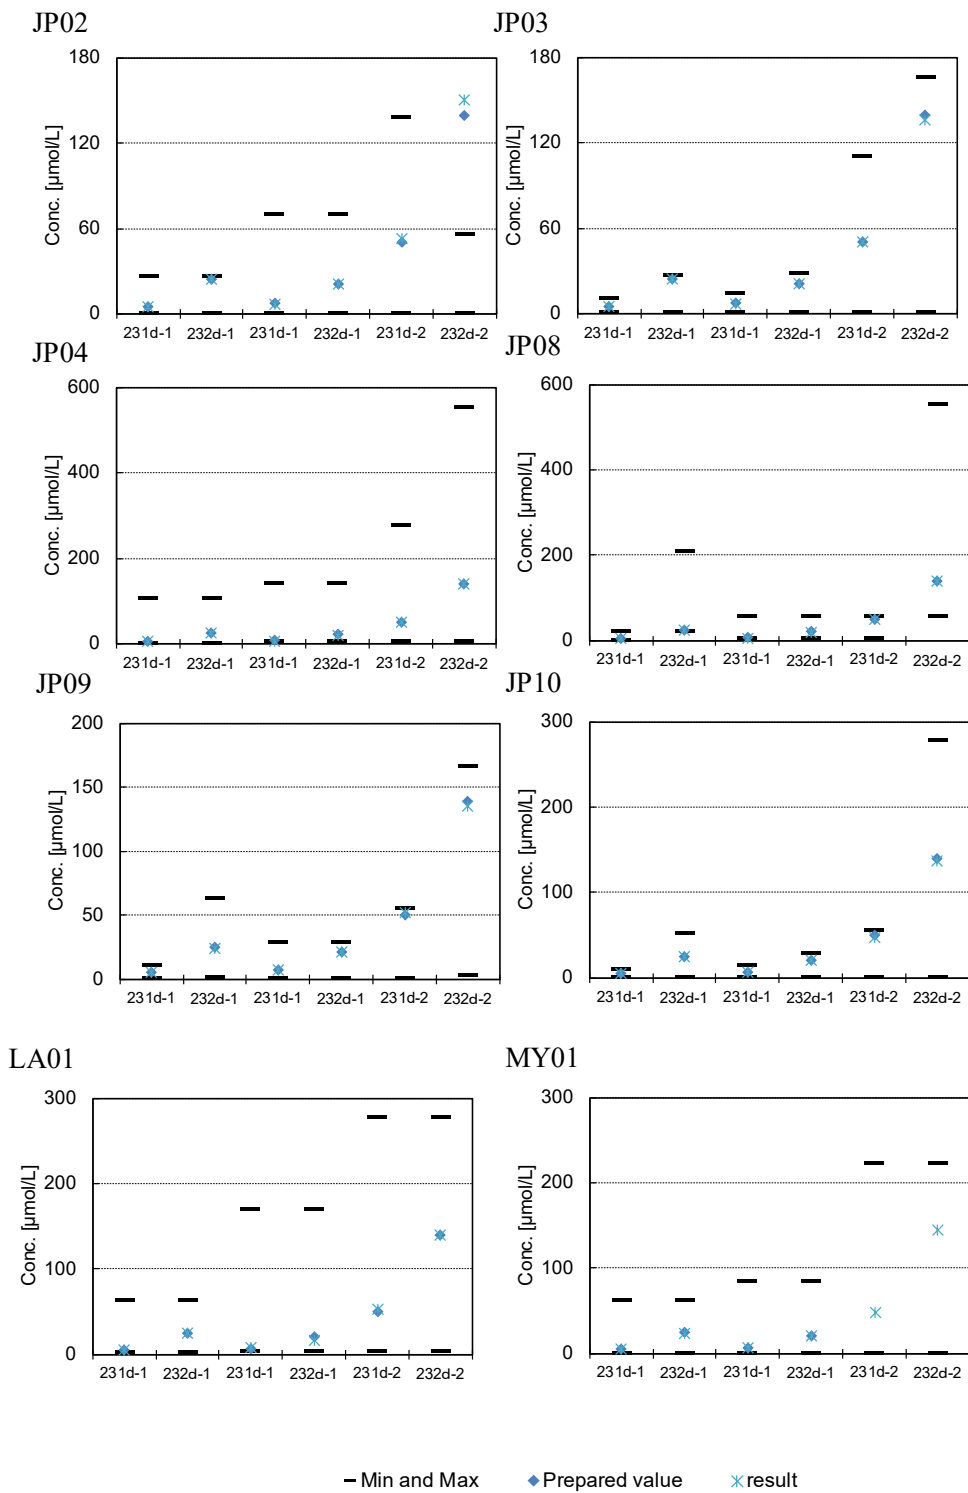 JP02
180
120
60
0
Conc. [µmol/L]
231d-1 232d-1 231d-1 232d-1 231d-2 232d-2
JP03
180
120
60
0
Conc. [µmol/L]
231d-1 232d-1 231d-1 232d-1 231d-2 232d-2
JP04
600
400
200
0
Conc. [µmol/L]
231d-1 232d-1 231d-1 232d-1 231d-2 232d-2
JP08
600
400
200
0
Conc. [µmol/L]
231d-1 232d-1 231d-1 232d-1 231d-2 232d-2
JP09
200
150
100
50
0
Conc. [µmol/L]
231d-1 232d-1 231d-1 232d-1 231d-2 232d-2
JP10
300
200
100
0
Conc. [µmol/L]
231d-1 232d-1 231d-1 232d-1 231d-2 232d-2
LA01
300
200
100
0
Conc. [µmol/L]
231d-1 232d-1 231d-1 232d-1 231d-2 232d-2
MY01
300
200
100
0
Conc. [µmol/L]
231d-1 232d-1 231d-1 232d-1 231d-2 232d-2
Min and Max Prepared value result